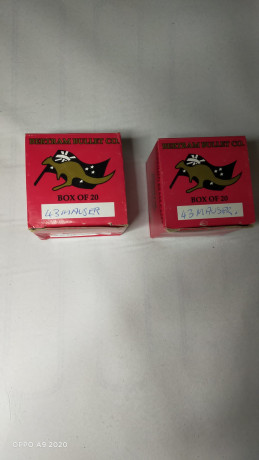 BERTRAM BULLET CO.
BOX OF 20
43 MAUSER
BERTRAM BULLET CO.
BOX OF 20
43 MAUSER.
OPPO A9 2020